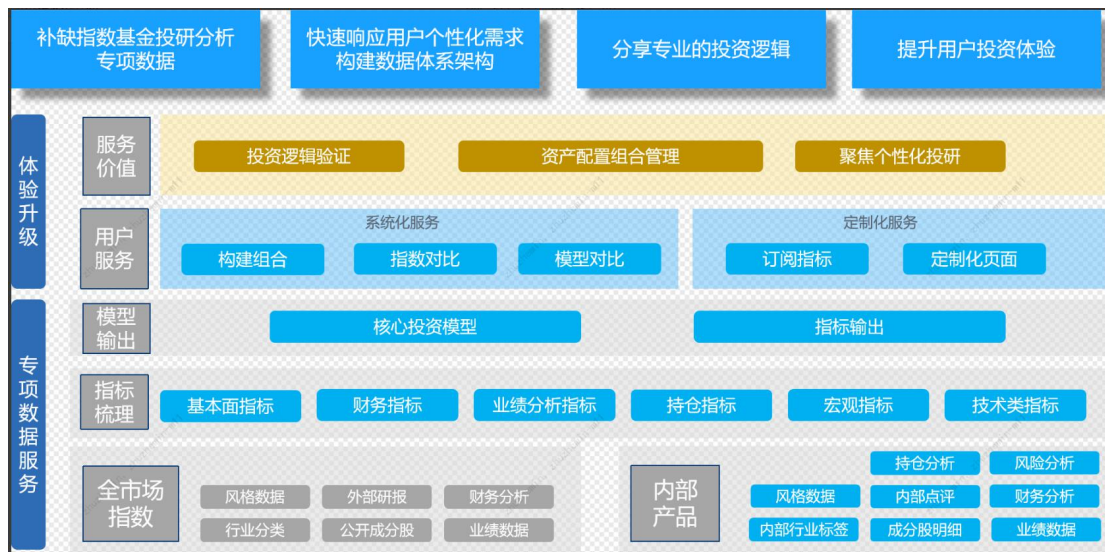 补缺指数基金投研分析
专项数据
快速响应用户个性化需求
构建数据体系架构
分享专业的投资逻辑
提升用户投资体验
体验升级
服务
价值
投资逻辑验证
资产配置组合管理
聚焦个性化投研
用户
服务
系统化服务
构建组合
指数对比
模型对比
定制化服务
订阅指标
定制化页面
专项数据服务
模型
输出
核心投资模型
指标输出
指标
梳理
基本面指标
财务指标
业绩分析指标
持仓指标
宏观指标
技术类指标
全市场
指数
风格数据
外部研报
财务分析
行业分类
公开成分股
业绩数据
内部
产品
持仓分析
风险分析
风格数据
内部点评
财务分析
内部行业标签
成分股明细
业绩数据